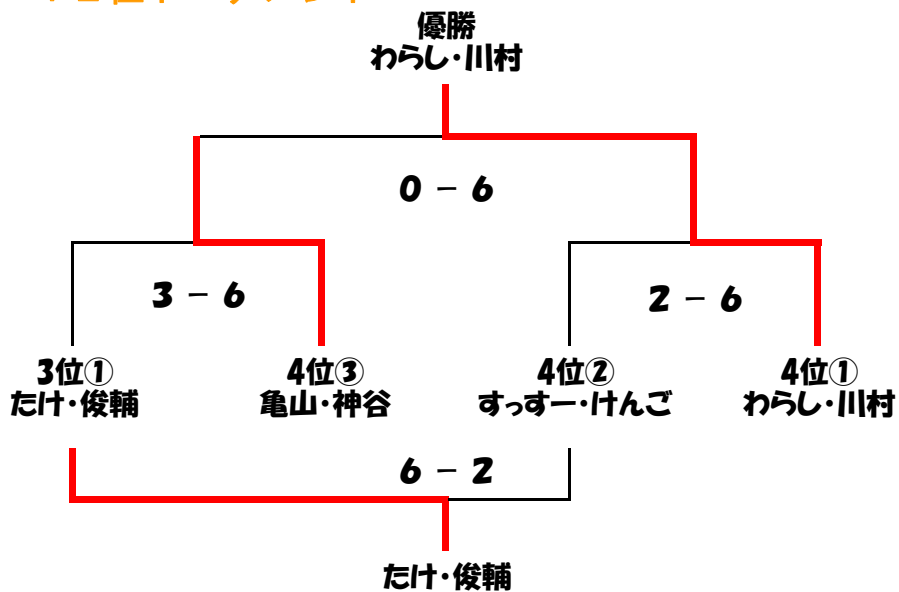 優勝
わらし・川村
0 − 6
3 − 6
2 − 6
3位①
たけ・俊輔
4位③
亀山・神谷
4位②
すっすー・けんご
4位①
わらし・川村
6 − 2
たけ・俊輔